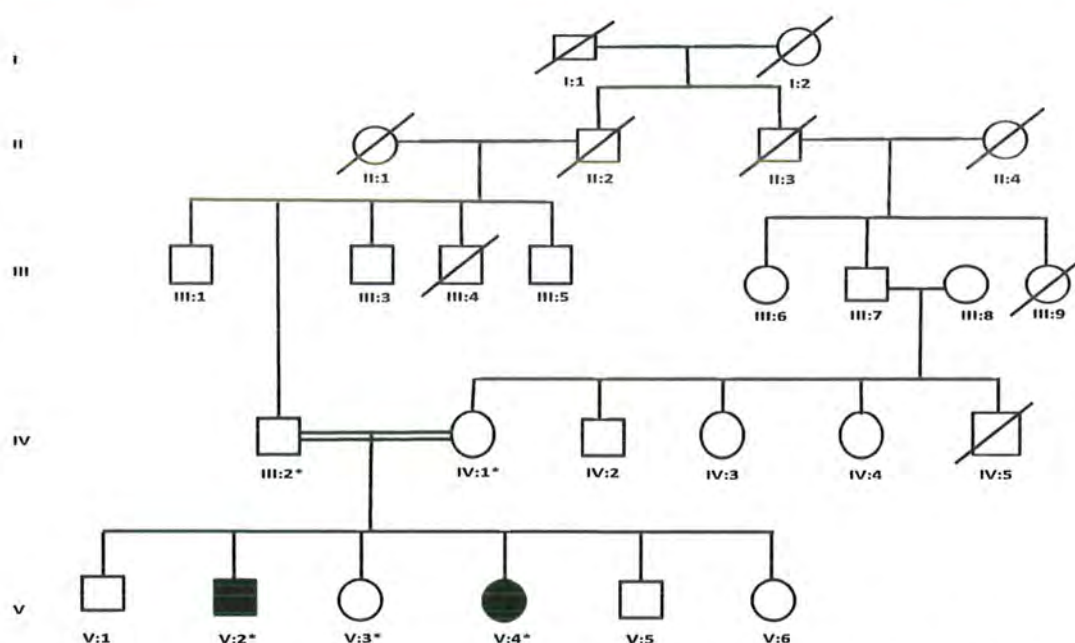 I
I:1 I:2
II
II:1 II:2 II:3 II:4
III
III:1 III:3 III:4 III:5 III:6 III:7 III:8 III:9
IV
III:2* IV:1* IV:2 IV:3 IV:4 IV:5
V
V:1 V:2* V:3* V:4* V:5 V:6